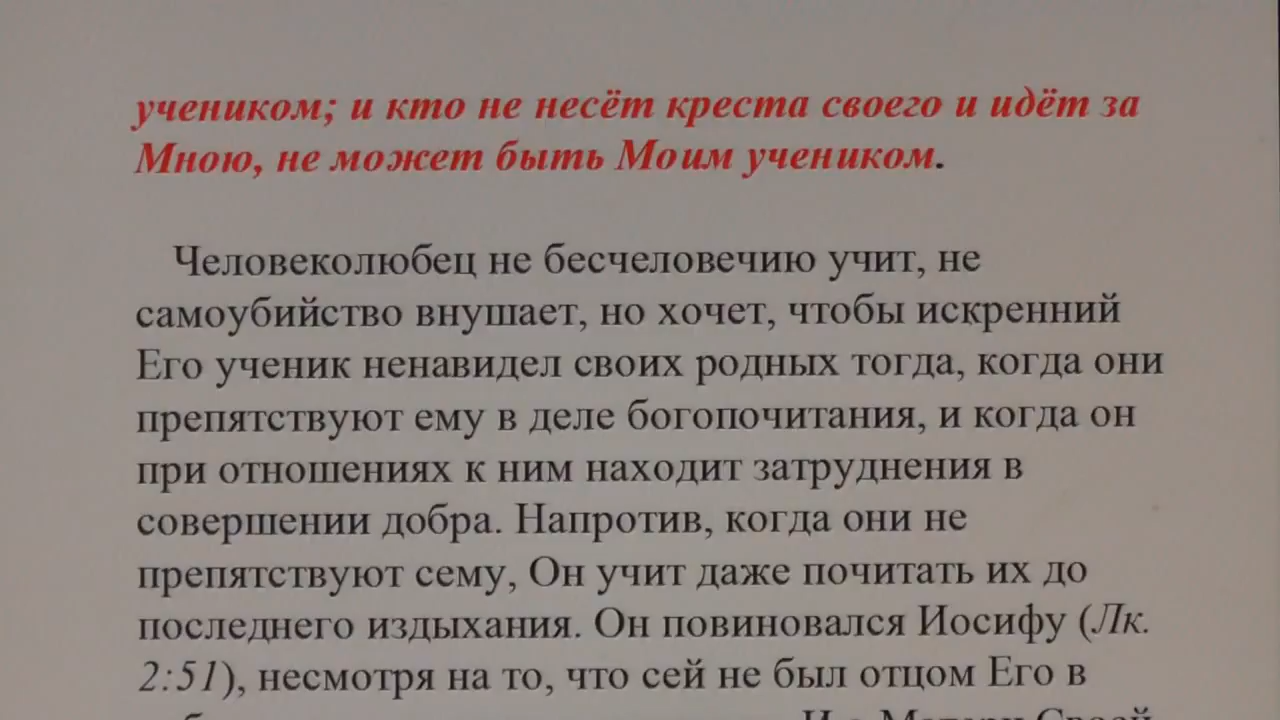 учеником; и кто не несёт креста своего и идёт за
Мною, не может быть Моим учеником.
Человеколюбец не бесчеловечию учит, не
самоубийство внушает, но хочет, чтобы искренний
Его ученик ненавидел своих родных тогда, когда они
препятствуют ему в деле богопочитания, и когда он
при отношениях к ним находит затруднения в
совершении добра. Напротив, когда они не
препятствуют сему, Он учит даже почитать их до
последнего издыхания. Он повиновался Иосифу (Лк.
2:51), несмотря на то, что сей не был отцом Его в